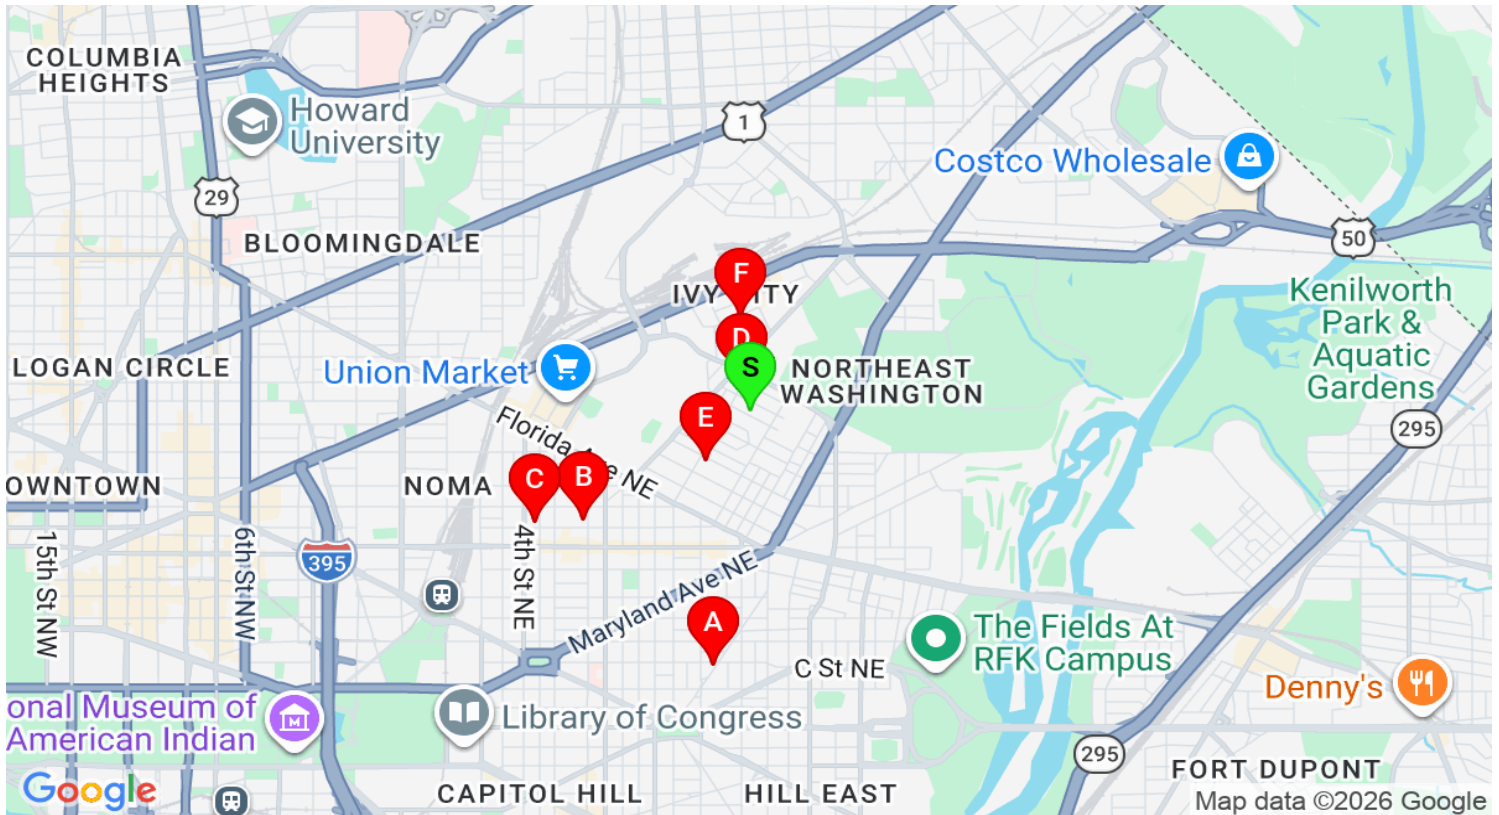 COLUMBIA
HEIGHTS
Howard
University
1
Costco Wholesale
29
50
BLOOMINGDALE
F
IVY CITY
Kenilworth
Park &
Aquatic
Gardens
D
LOGAN CIRCLE
Union Market
S
NORTHEAST
WASHINGTON
E
295
Florida Ave NE
OWNTOWN
NOMA
C
B
15th St NW
6th St NW
395
4th St NE
Maryland Ave NE
A
C St NE
The Fields At
RFK Campus
Denny's
onal Museum of
American Indian
Library of Congress
295
FORT DUPONT
Google
CAPITOL HILL
HILL EAST
Map data ©2026 Google